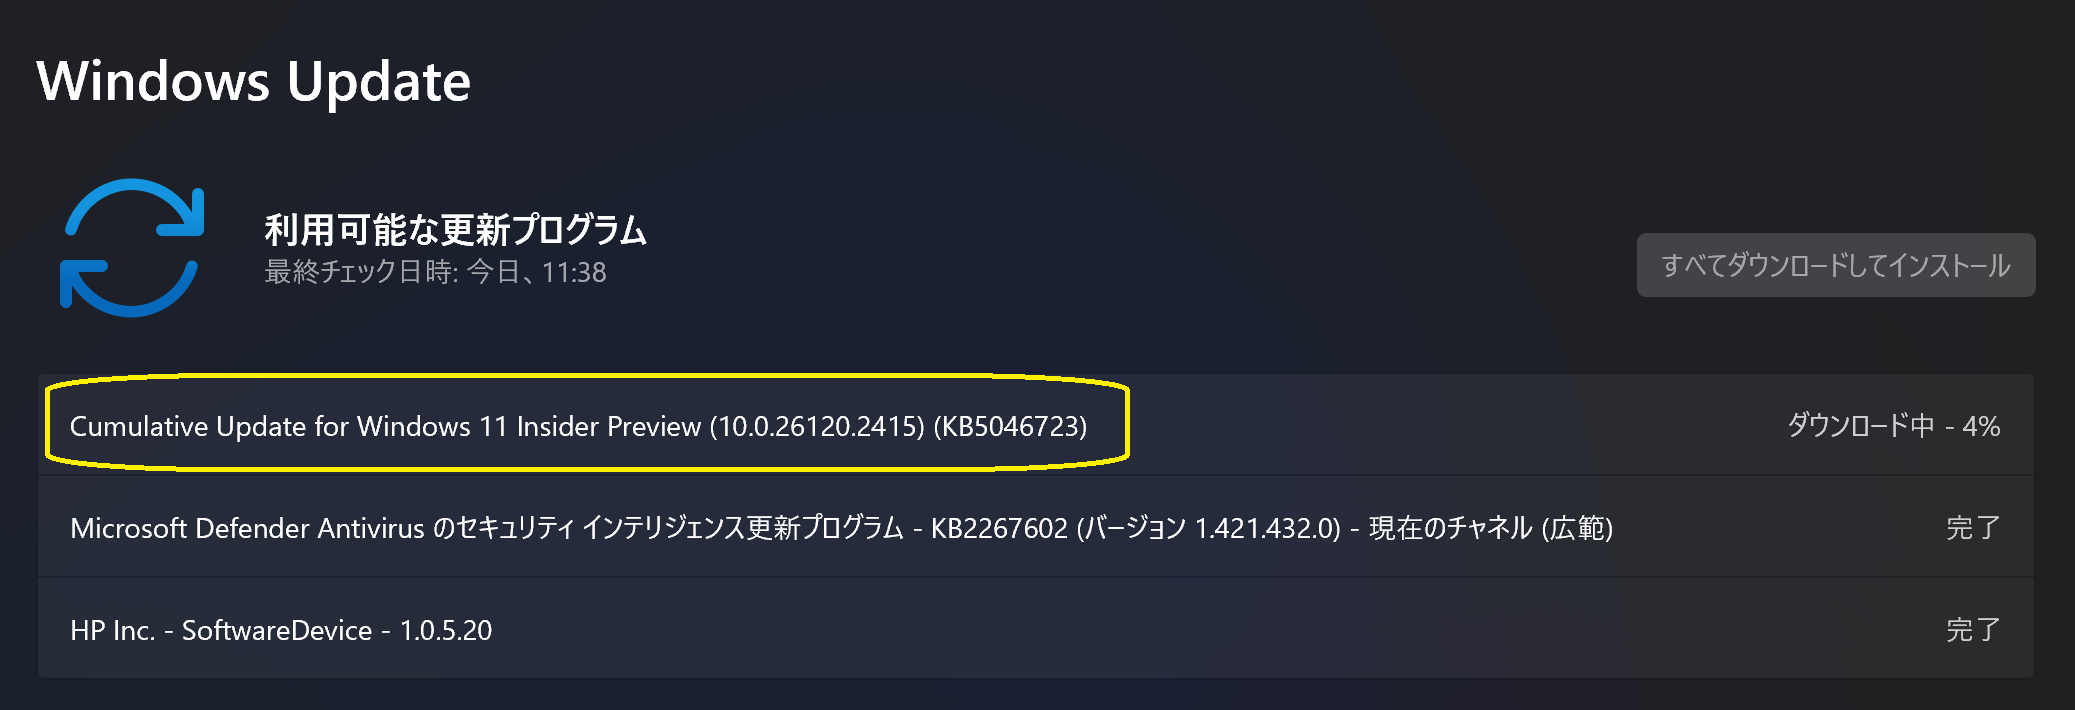 Windows Update
利用可能な更新プログラム
最終チェック日時: 今日、11:38
すべてダウンロードしてインストール
Cumulative Update for Windows 11 Insider Preview (10.0.26120.2415) (KB5046723)
ダウンロード中 - 4%
Microsoft Defender Antivirus のセキュリティ インテリジェンス更新プログラム - KB2267602 (バージョン 1.421.432.0) - 現在のチャネル (広範)
完了
HP Inc. - SoftwareDevice - 1.0.5.20
完了